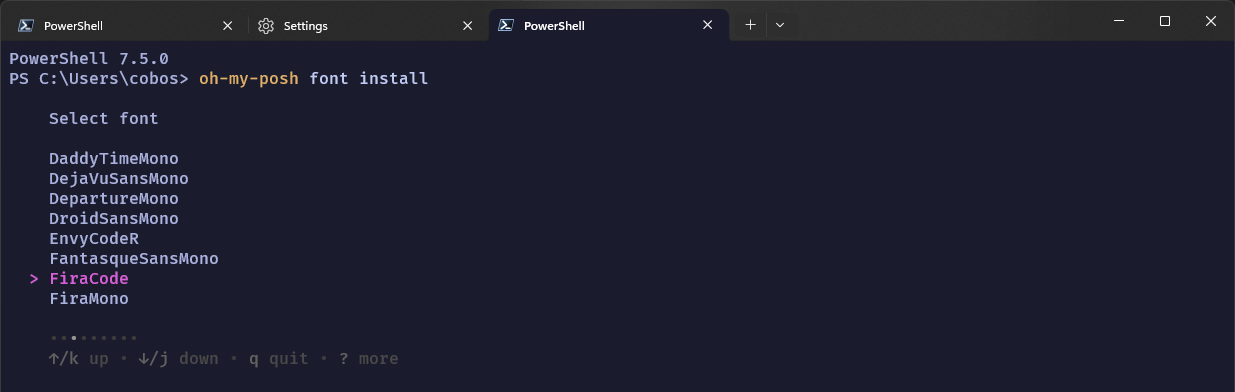 PowerShell Settings PowerShell
PowerShell 7.5.0
PS C:\Users\cobos> oh-my-posh font install
Select font
DaddyTimeMono
DejaVuSansMono
DepartureMono
DroidSansMono
EnvyCodeR
FantasqueSansMono
> FiraCode
FiraMono
↑/k up • ↓/j down • q quit • ? more